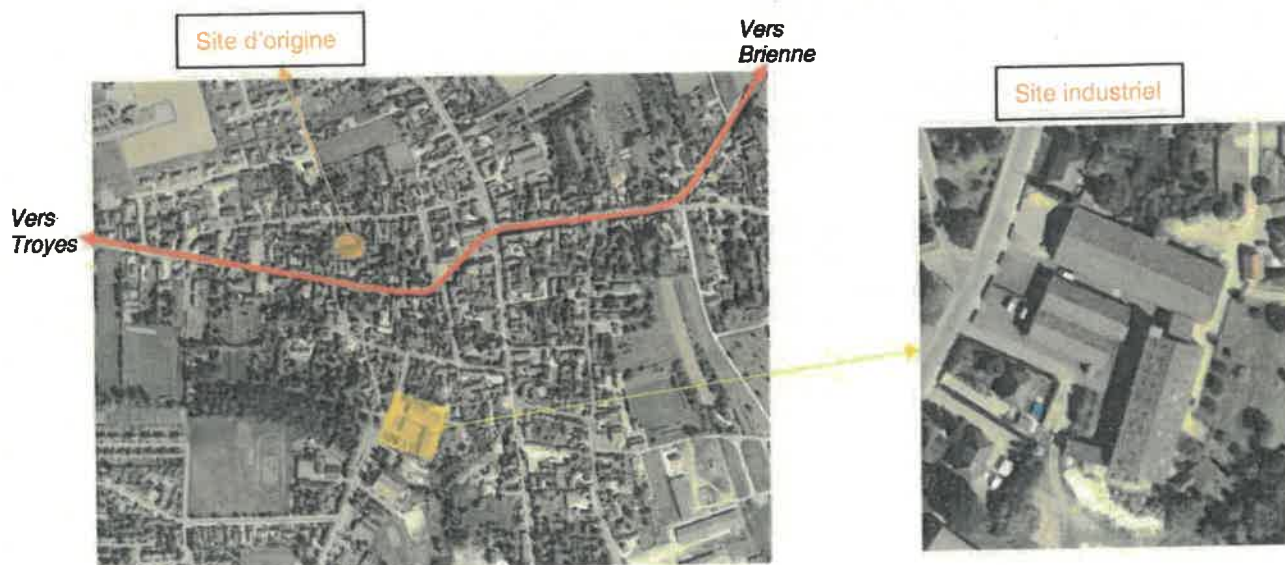 Site d'origine
Vers
Brienne
Site industriel
Vers
Troyes